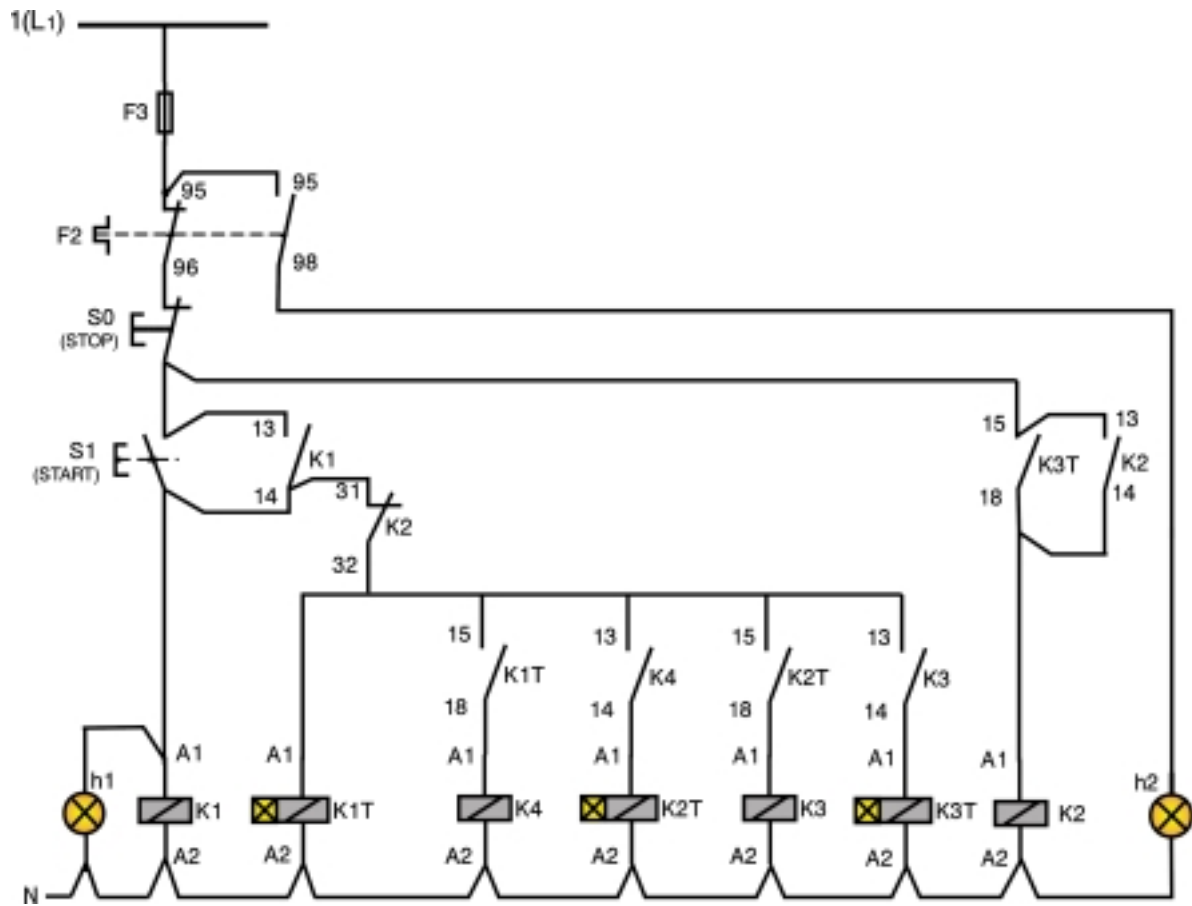 1(L₁)
F3
95
95
F2
96
98
S0
(STOP)
13
15
13
S1
(START)
K1
K3T
K2
14
31
18
14
K2
32
15
13
15
13
K1T
K4
K2T
K3
18
14
18
14
A1
A1
A1
A1
A1
A1
A1
h1
h2
K1
K1T
K4
K2T
K3
K3T
K2
A2
A2
A2
A2
A2
A2
A2
N